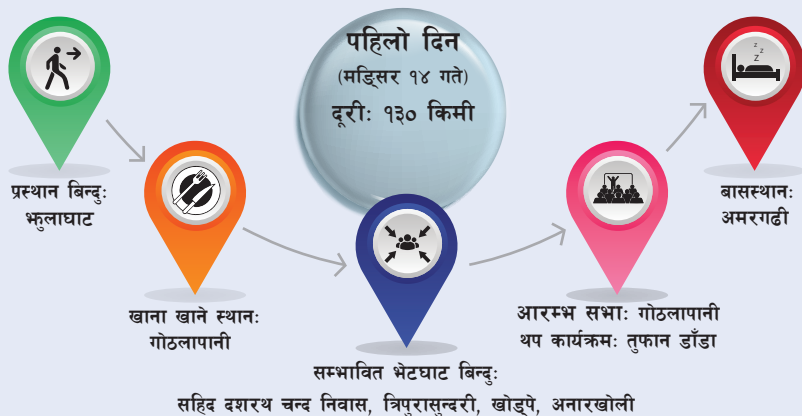 पहिलो दिन
(मङ्सिर १४ गते)
दूरीः १३० किमी
प्रस्थान बिन्दुः
झुलाघाट
खाना खाने स्थानः
गोठलापानी
सम्भावित भेटघाट बिन्दुः
सहिद दशरथ चन्द निवास, त्रिपुरासुन्दरी, खोड्पे, अनारखोली
आरम्भ सभाः गोठलापानी
थप कार्यक्रमः तुफान डाँडा
बासस्थानः
अमरगढी
z
z
Z